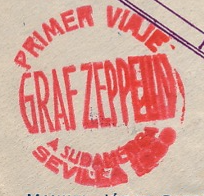 PRIMER VIAJE
GRAF ZEPPELIN
A SUDAMERICA
SEVILLA